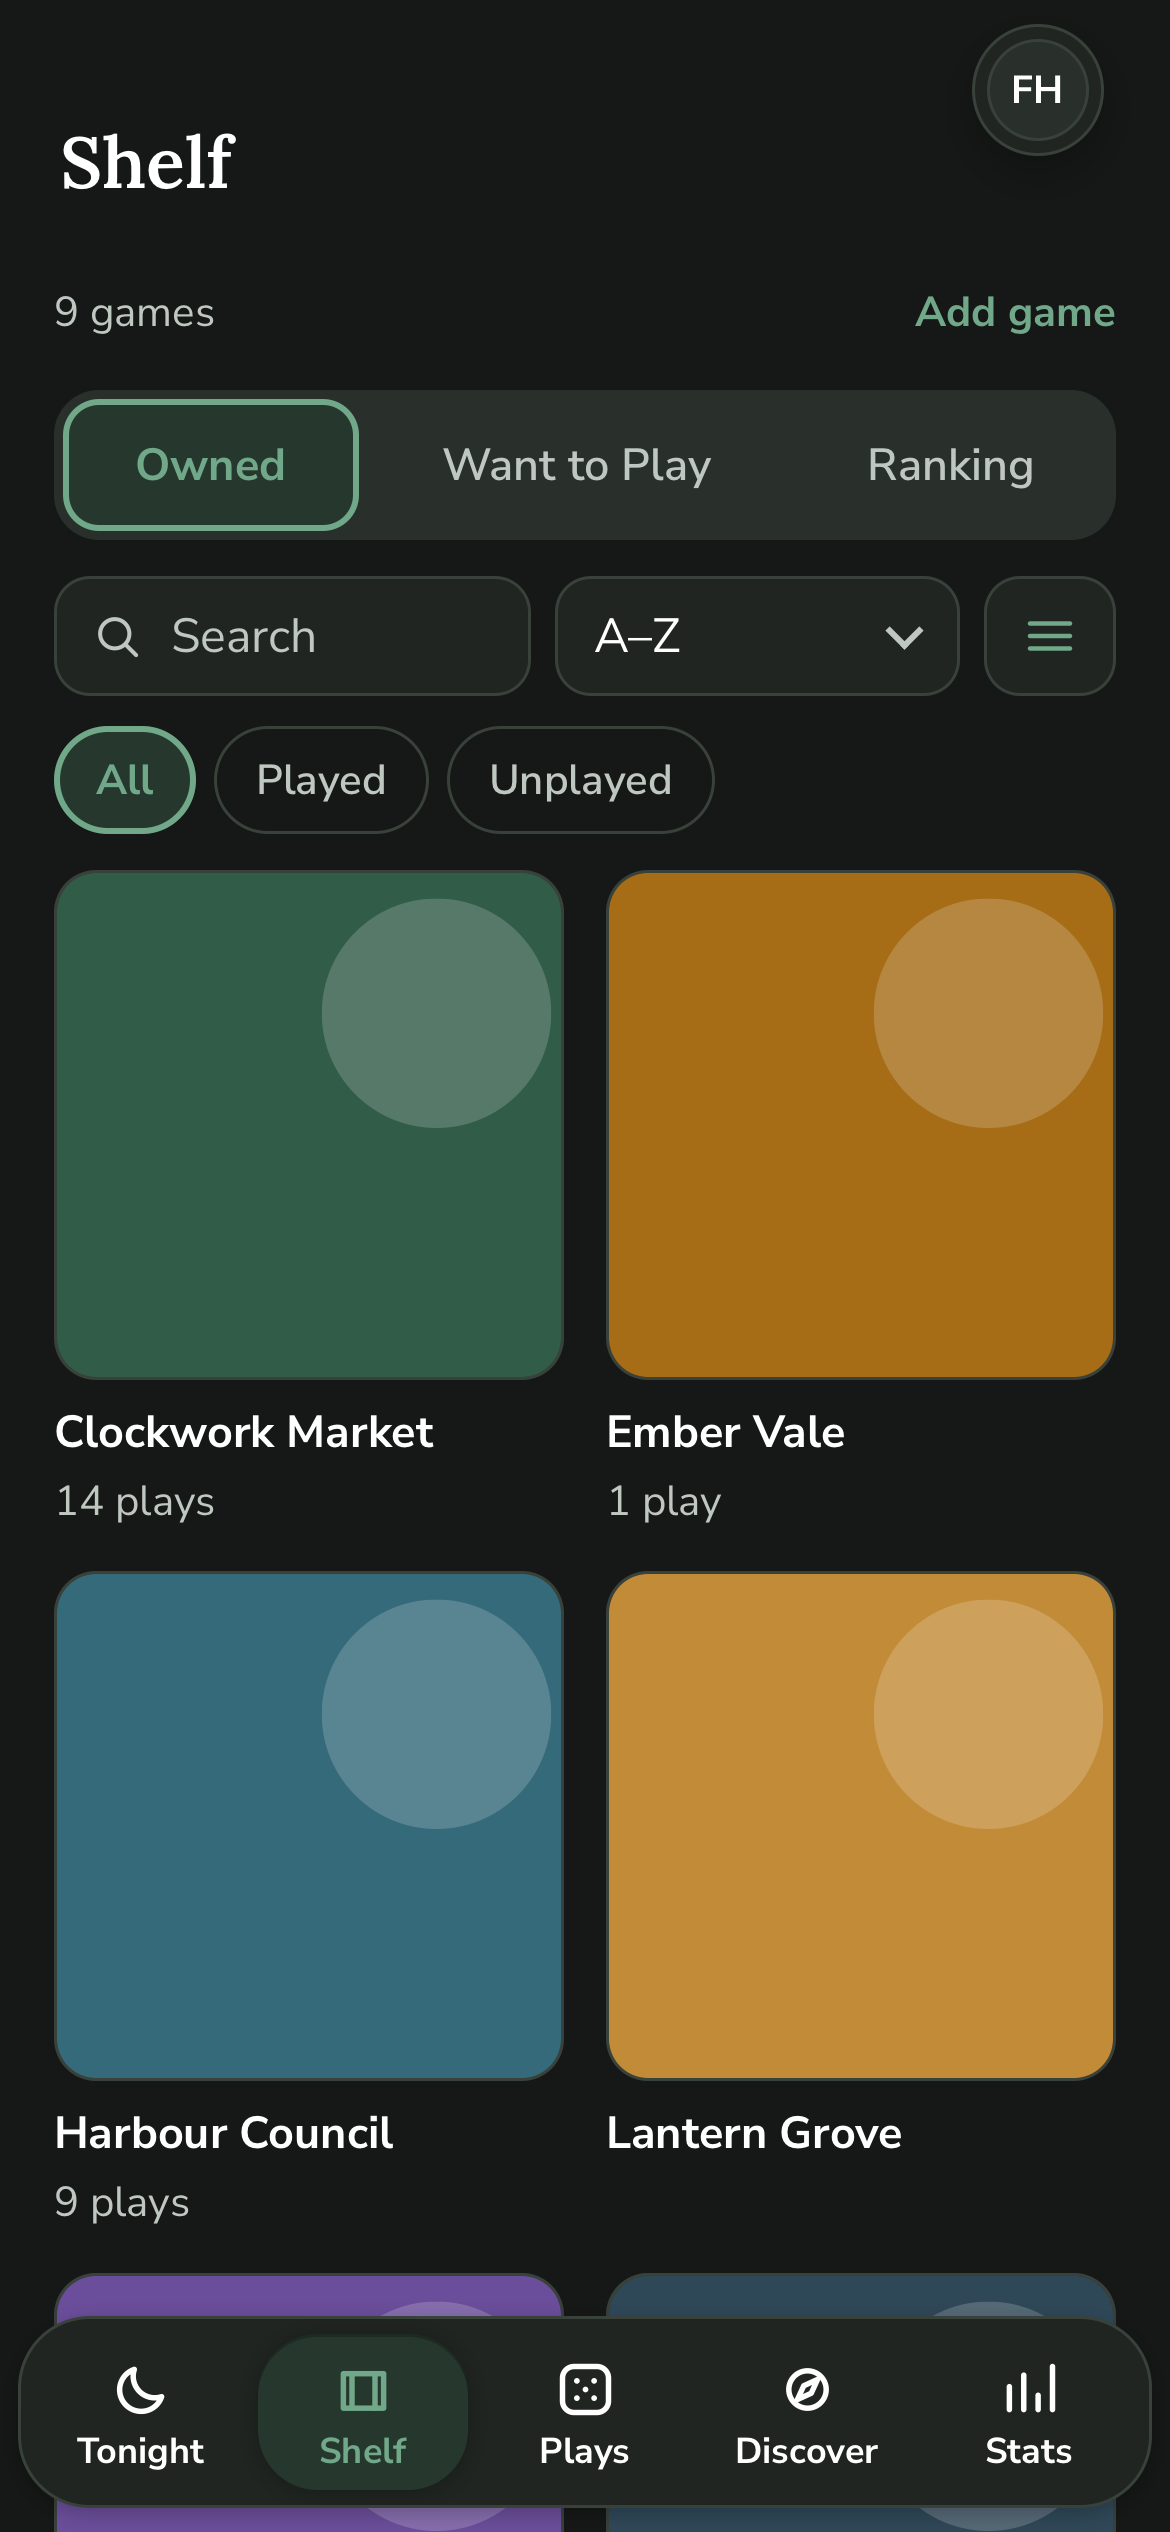 FH
Shelf
9 games
Add game
Owned
Want to Play
Ranking
Search
A–Z
All
Played
Unplayed
Clockwork Market
14 plays
Ember Vale
1 play
Harbour Council
9 plays
Lantern Grove
Tonight
Shelf
Plays
Discover
Stats